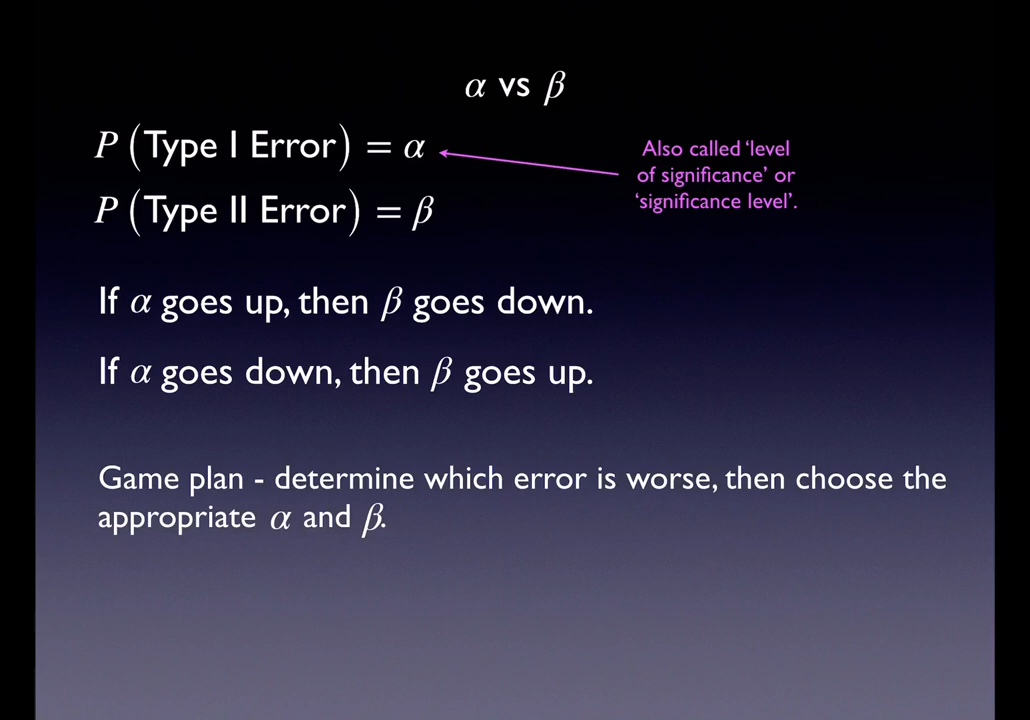 α vs β
P (Type I Error) = α
Also called ‘level
of significance’ or
‘significance level’.
P (Type II Error) = β
If α goes up, then β goes down.
If α goes down, then β goes up.
Game plan - determine which error is worse, then choose the
appropriate α and β.